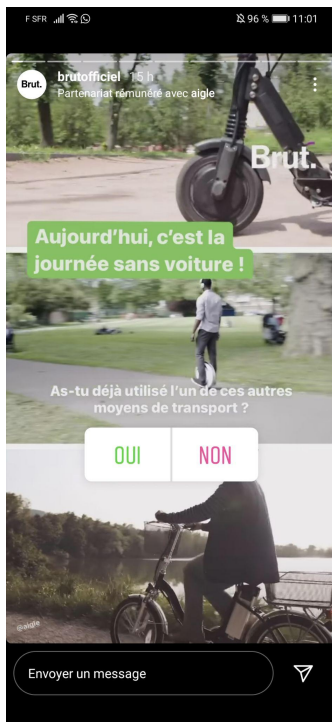 F SFR 96 % 11:01
Brut. brutofficiel 15 h
Partenariat rémunéré avec aigle
Brut.
Aujourd'hui, c'est la
journée sans voiture !
As-tu déjà utilisé l'un de ces autres
moyens de transport ?
OUI NON
@aigle
Envoyer un message